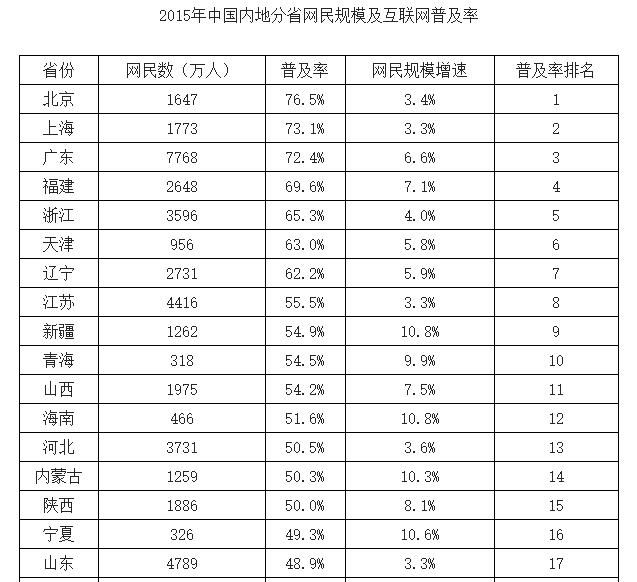 2015年中国内地分省网民规模及互联网普及率
省份 网民数（万人） 普及率 网民规模增速 普及率排名
北京 1647 76.5% 3.4% 1
上海 1773 73.1% 3.3% 2
广东 7768 72.4% 6.6% 3
福建 2648 69.6% 7.1% 4
浙江 3596 65.3% 4.0% 5
天津 956 63.0% 5.8% 6
辽宁 2731 62.2% 5.9% 7
江苏 4416 55.5% 3.3% 8
新疆 1262 54.9% 10.8% 9
青海 318 54.5% 9.9% 10
山西 1975 54.2% 7.5% 11
海南 466 51.6% 10.8% 12
河北 3731 50.5% 3.6% 13
内蒙古 1259 50.3% 10.3% 14
陕西 1886 50.0% 8.1% 15
宁夏 326 49.3% 10.6% 16
山东 4789 48.9% 3.3% 17